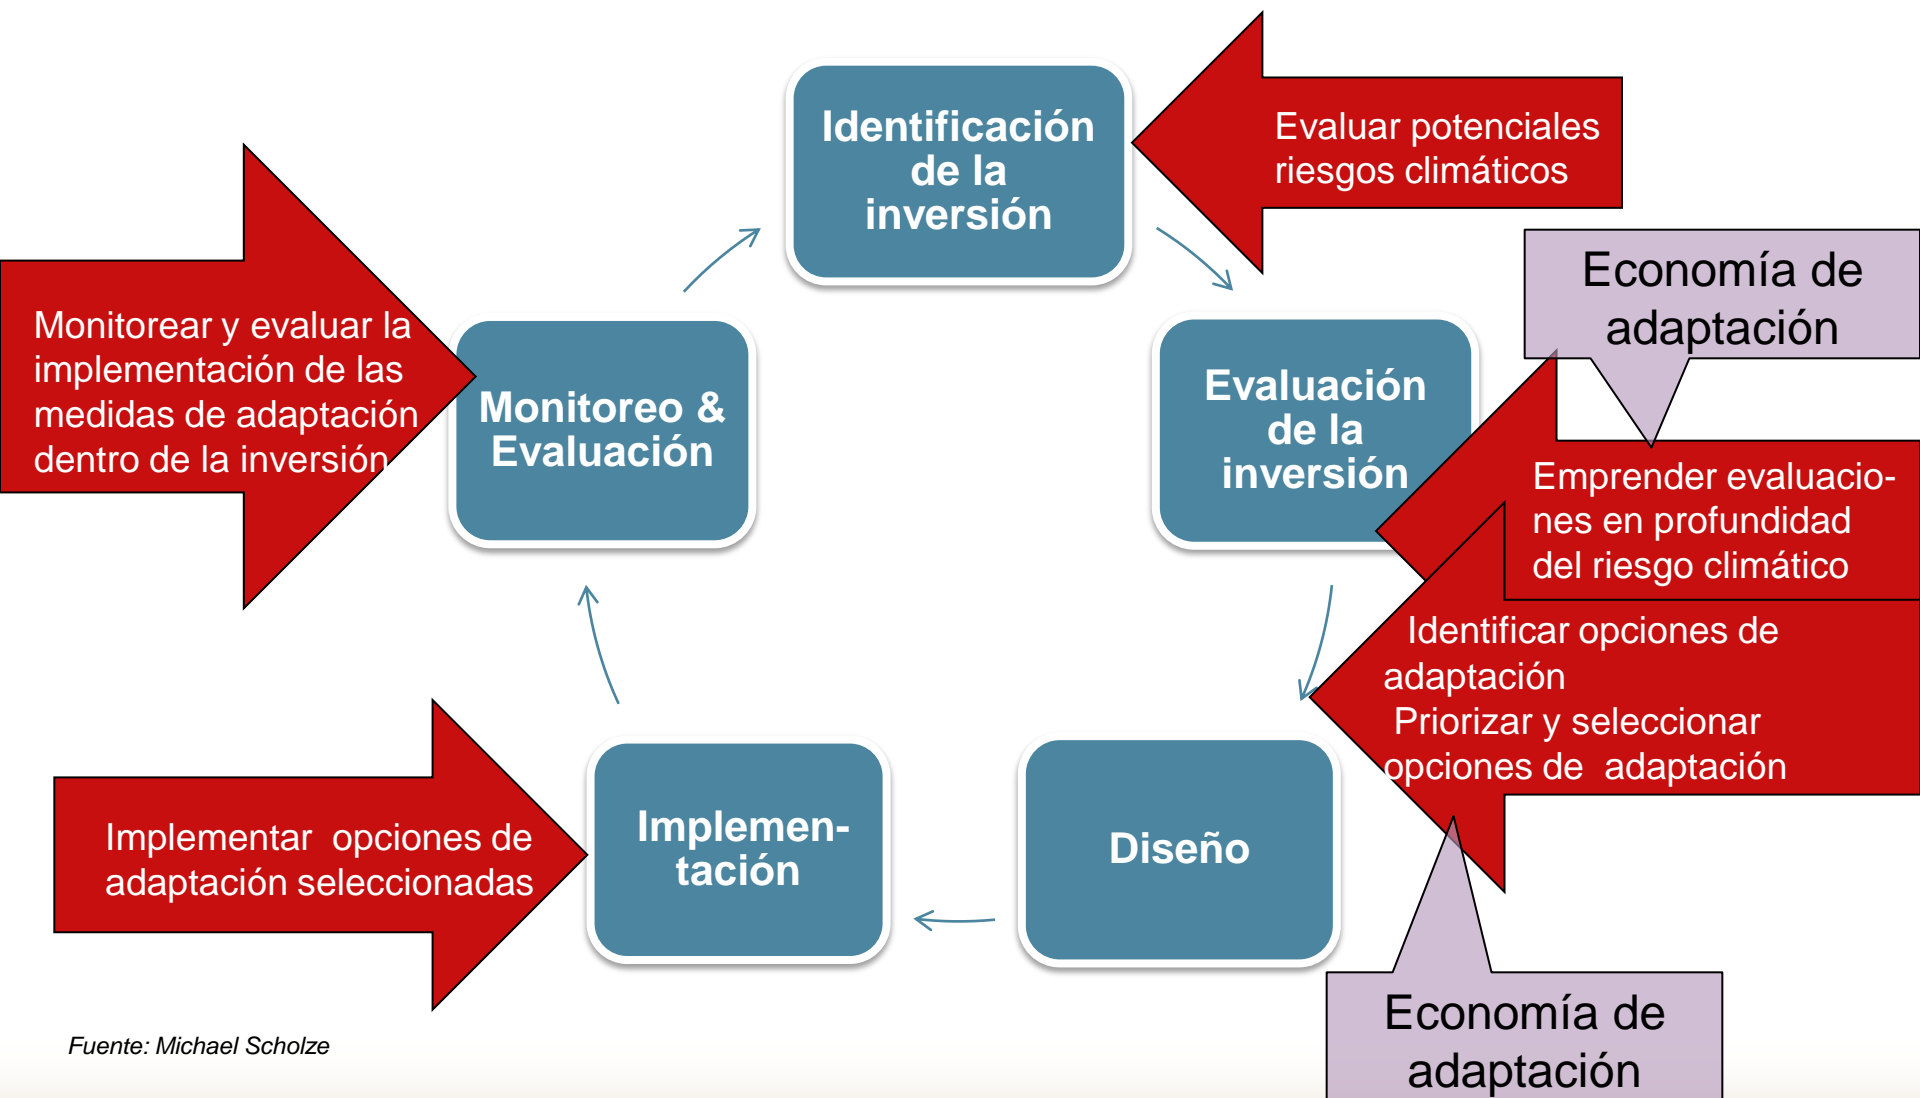 Identificación
de la
inversión
Evaluar potenciales
riesgos climáticos
Economía de
adaptación
Evaluación
de la
inversión
Emprender evaluacio-
nes en profundidad
del riesgo climático
Identificar opciones de
adaptación
Priorizar y seleccionar
opciones de  adaptación
Economía de
adaptación
Diseño
Implemen-
tación
Implementar  opciones de
adaptación seleccionadas
Monitoreo &
Evaluación
Monitorear y evaluar la
implementación de las
medidas de adaptación
dentro de la inversión
Fuente: Michael Scholze